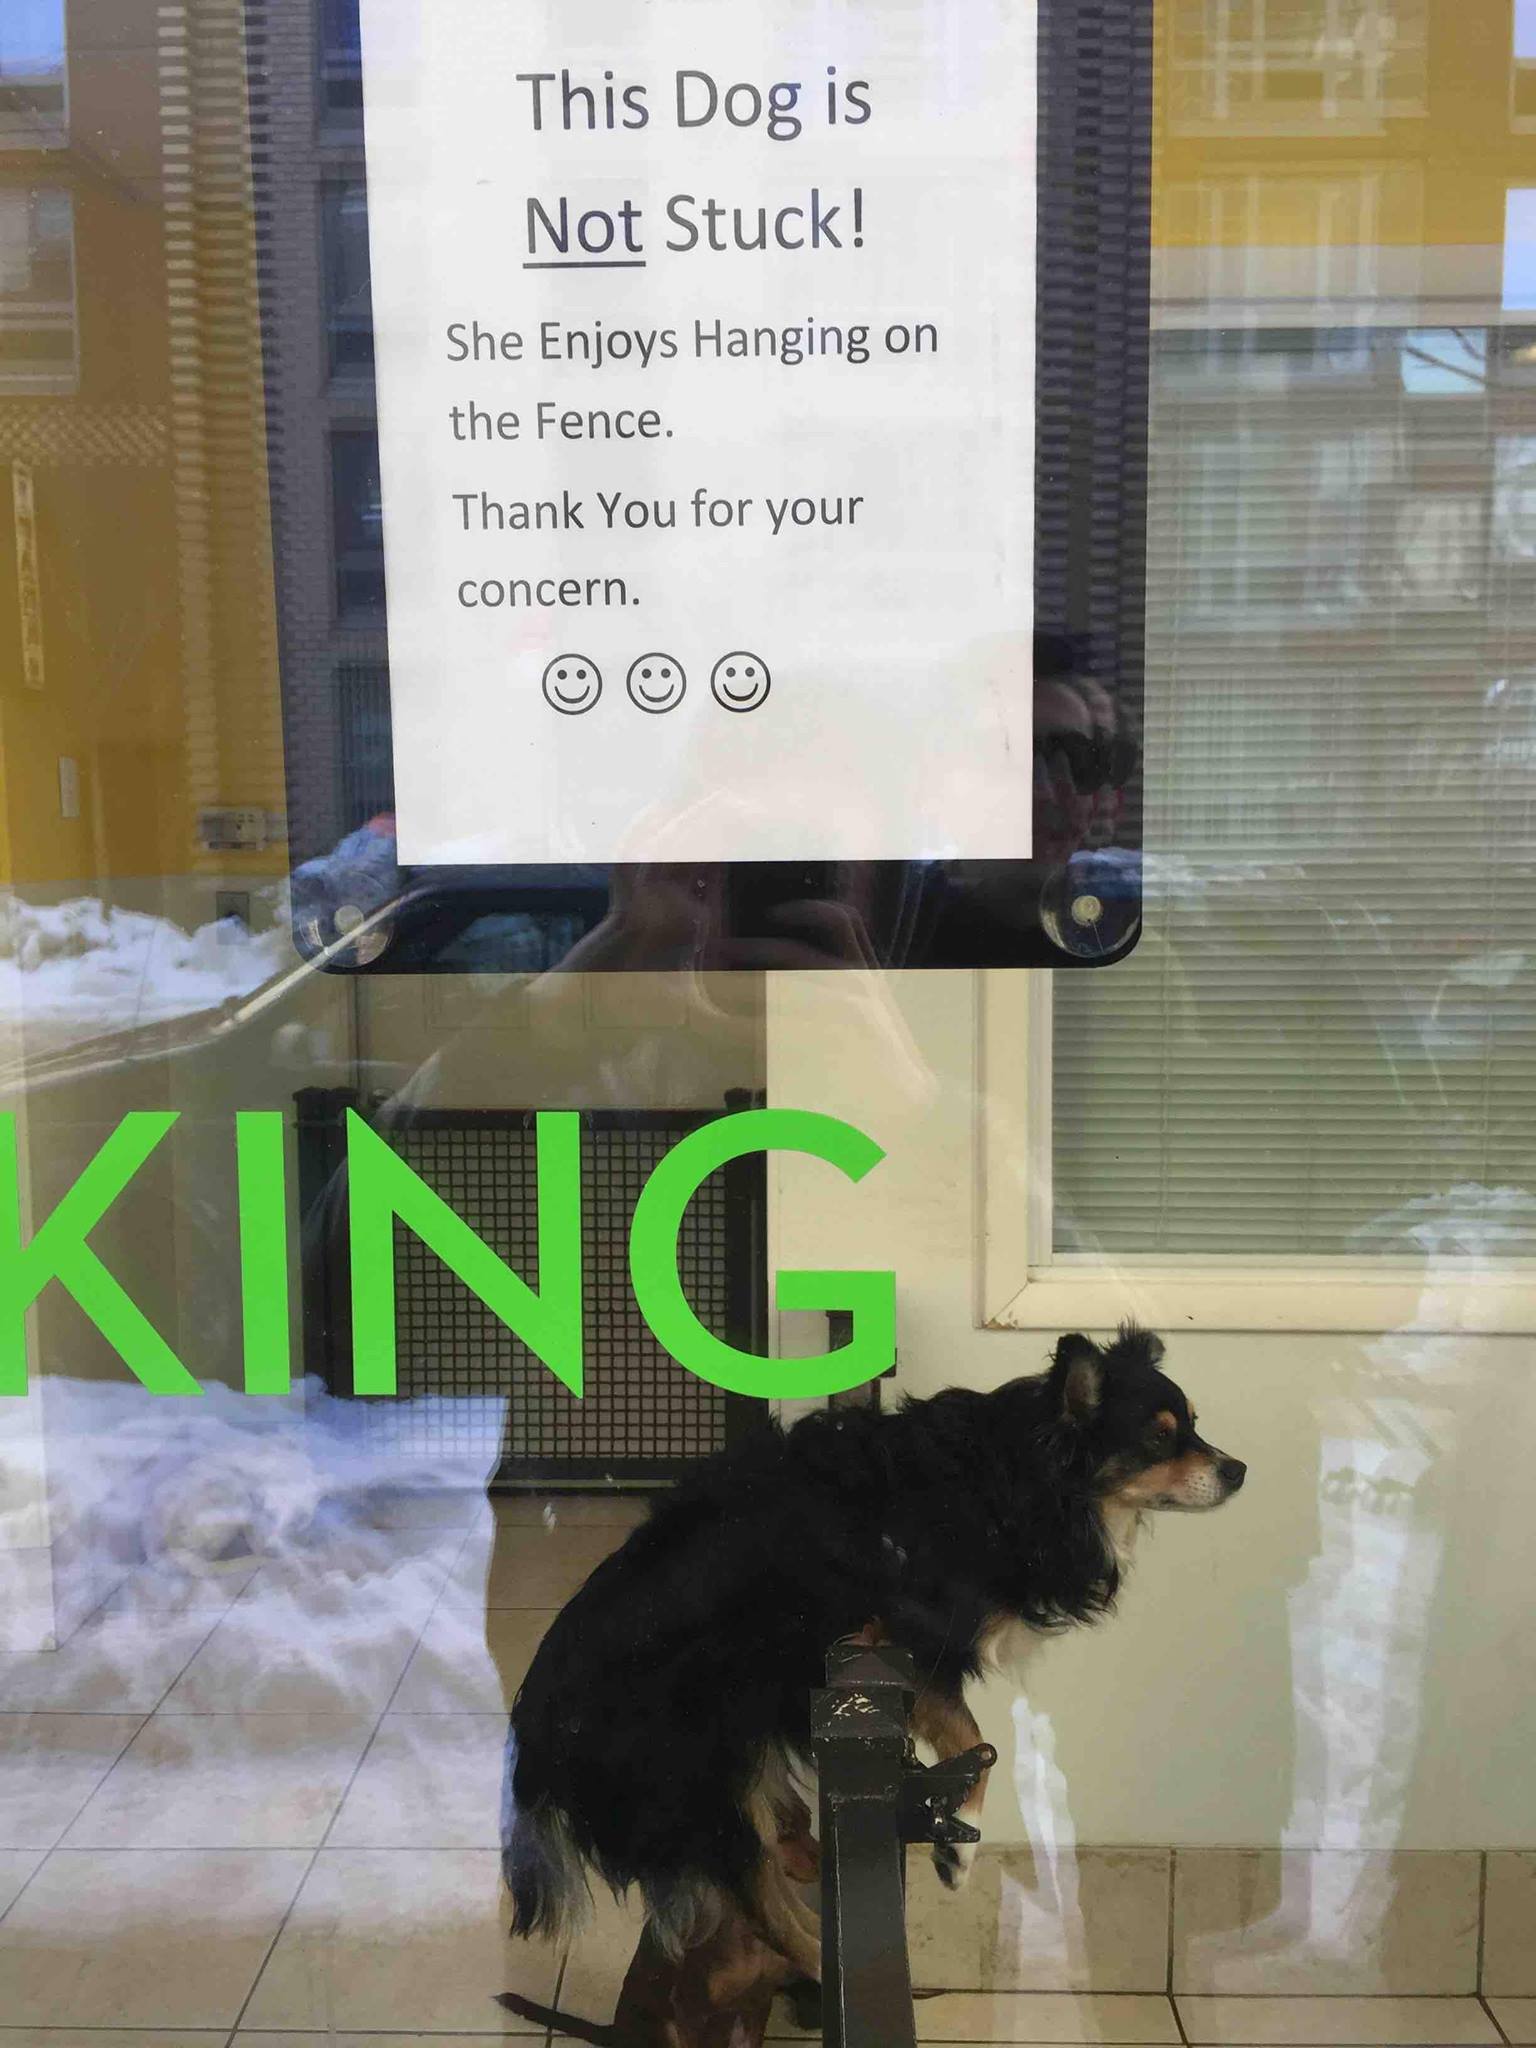 This Dog is
Not Stuck!
She Enjoys Hanging on
the Fence.
Thank You for your
concern.
KING